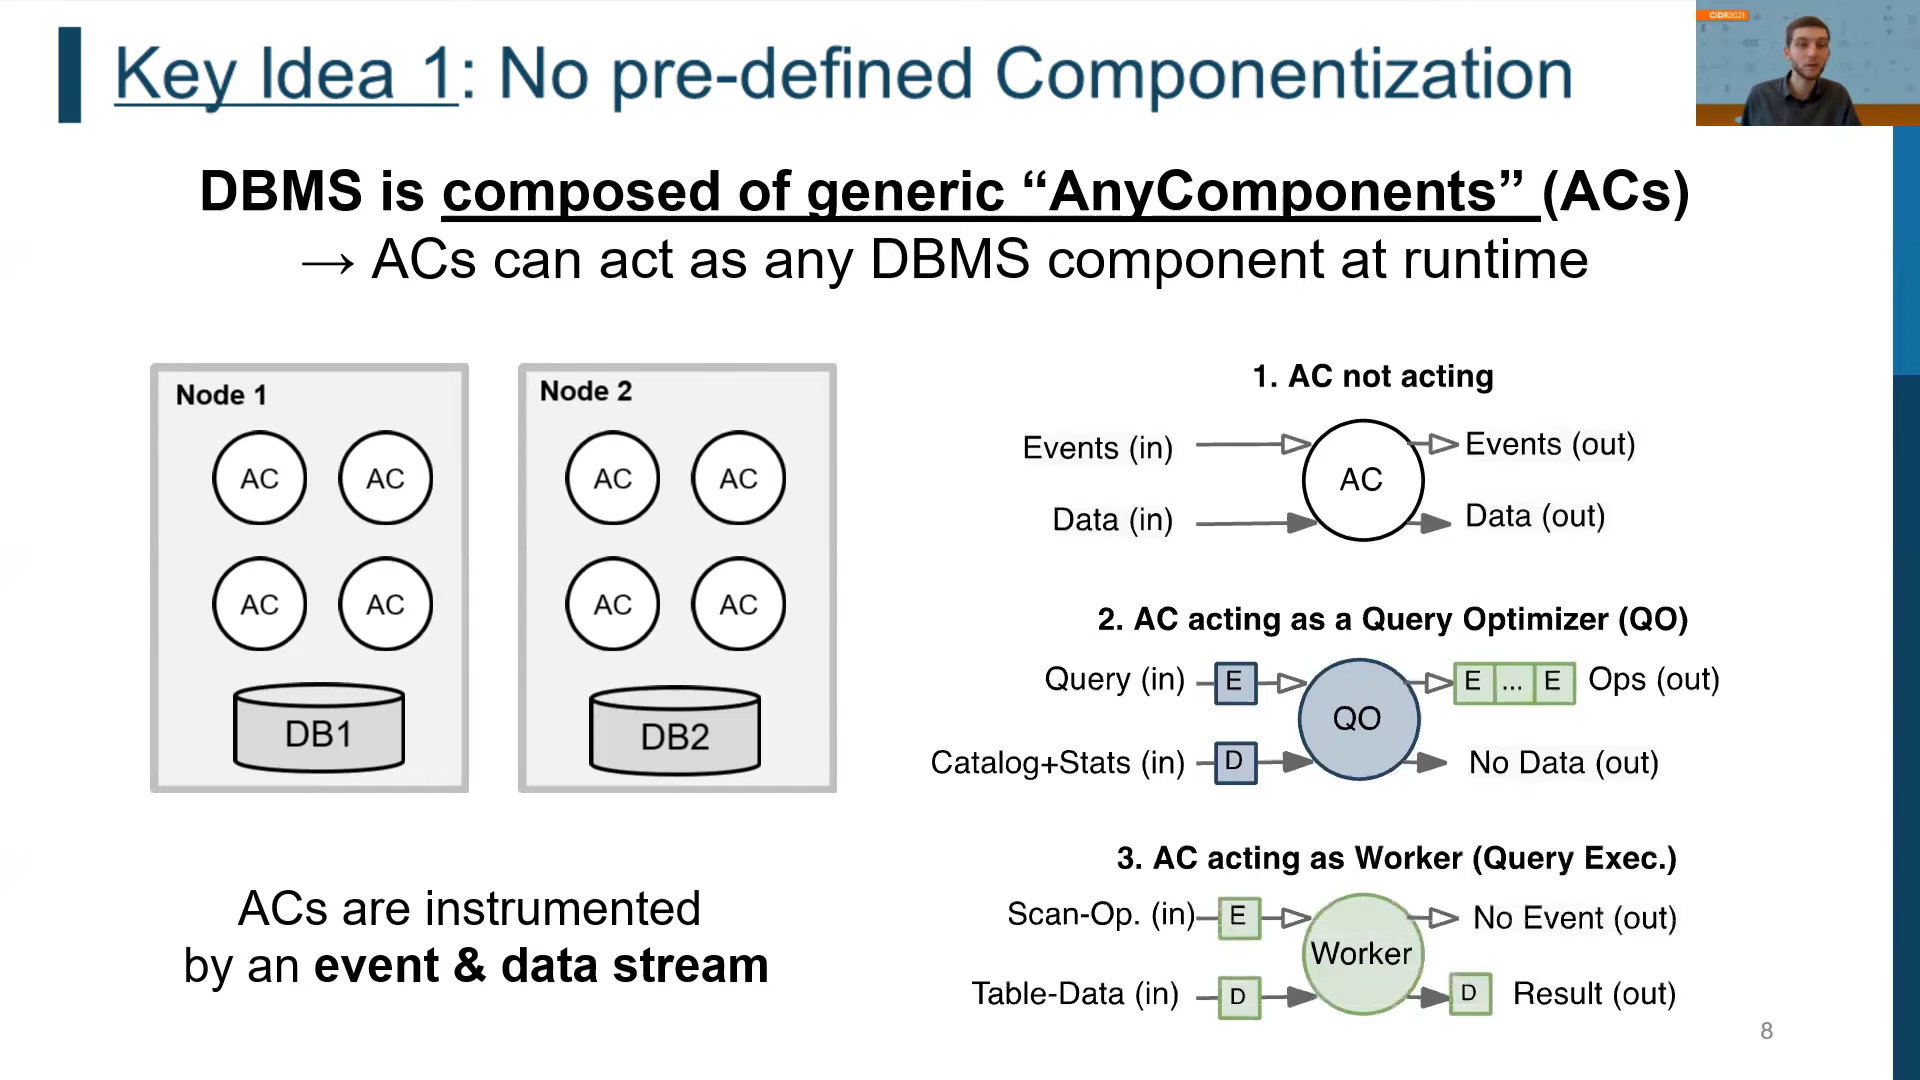 Key Idea 1: No pre-defined Componentization
CIDR2021
DBMS is composed of generic “AnyComponents” (ACs)
→ ACs can act as any DBMS component at runtime
Node 1
AC AC
AC AC
DB1
Node 2
AC AC
AC AC
DB2
ACs are instrumented
by an event & data stream
1. AC not acting
Events (in) AC Events (out)
Data (in) Data (out)
2. AC acting as a Query Optimizer (QO)
Query (in) E QO E ... E Ops (out)
Catalog+Stats (in) D No Data (out)
3. AC acting as Worker (Query Exec.)
Scan-Op. (in) E Worker No Event (out)
Table-Data (in) D D Result (out)
8